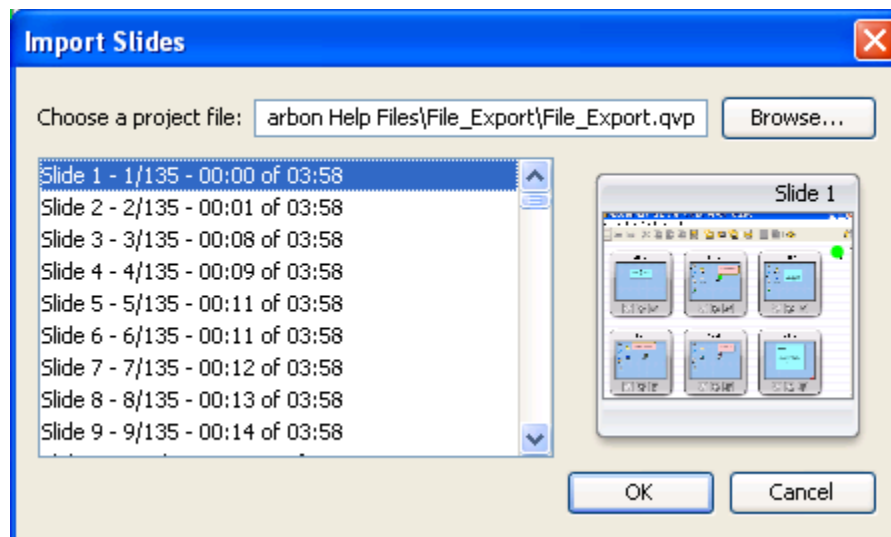 Import Slides
Choose a project file: arbon Help Files\File_Export\File_Export.qvp Browse...
Slide 1 - 1/135 - 00:00 of 03:58
Slide 2 - 2/135 - 00:01 of 03:58
Slide 3 - 3/135 - 00:08 of 03:58
Slide 4 - 4/135 - 00:09 of 03:58
Slide 5 - 5/135 - 00:11 of 03:58
Slide 6 - 6/135 - 00:11 of 03:58
Slide 7 - 7/135 - 00:12 of 03:58
Slide 8 - 8/135 - 00:13 of 03:58
Slide 9 - 9/135 - 00:14 of 03:58
Slide 1
OK Cancel